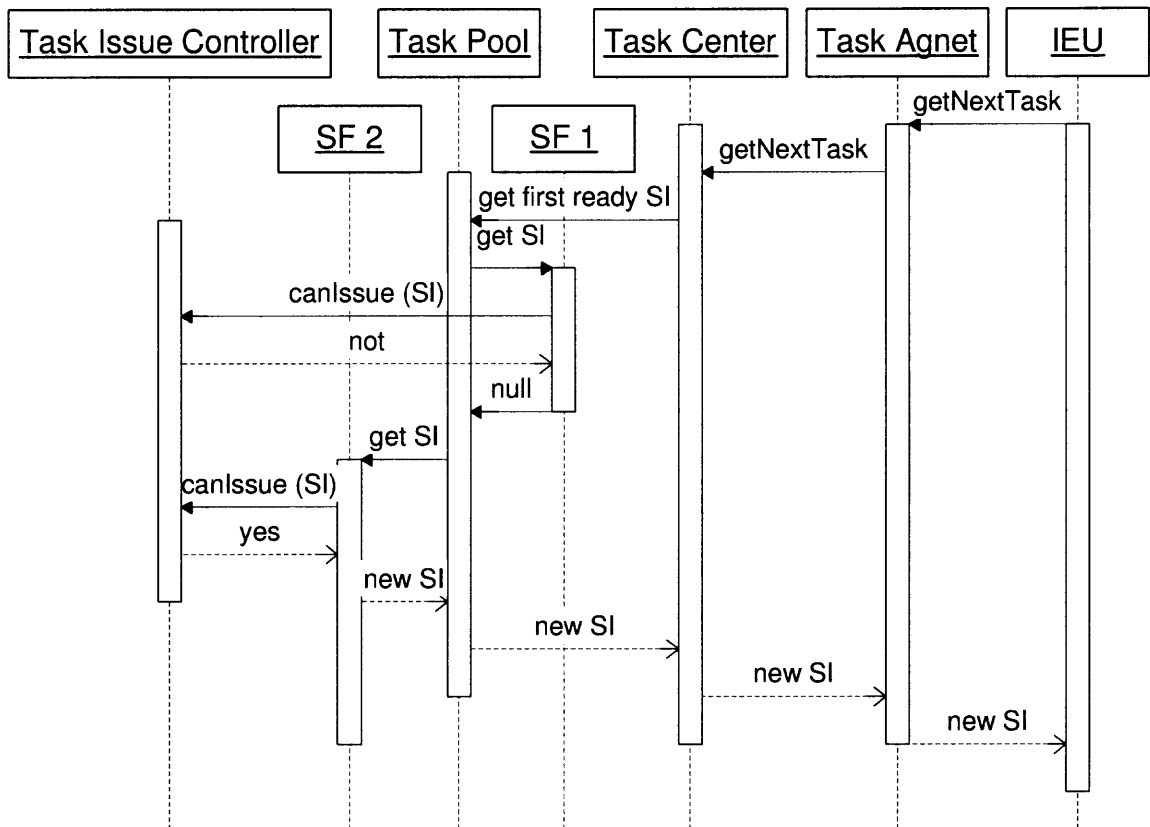 Task Issue Controller
Task Pool
Task Center
Task Agnet
IEU
SF 2
SF 1
getNextTask
getNextTask
get first ready SI
get SI
canIssue (SI)
not
null
get SI
canIssue (SI)
yes
new SI
new SI
new SI
new SI